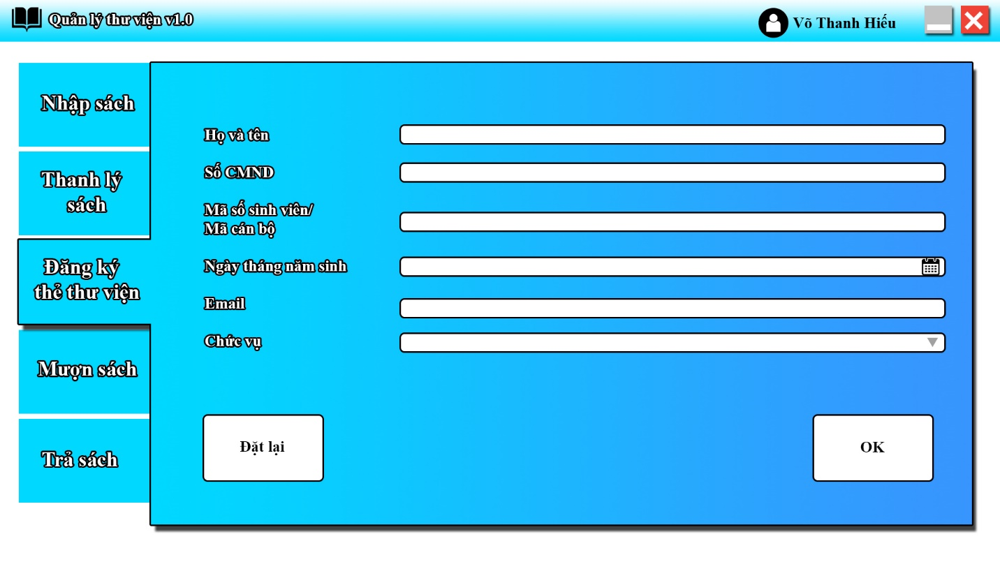 Quản lý thư viện v1.0
Võ Thanh Hiếu
Nhập sách
Thanh lý
sách
Đăng ký
thẻ thư viện
Mượn sách
Trả sách
Họ và tên
Số CMND
Mã số sinh viên/
Mã cán bộ
Ngày tháng năm sinh
Email
Chức vụ
Đặt lại
OK